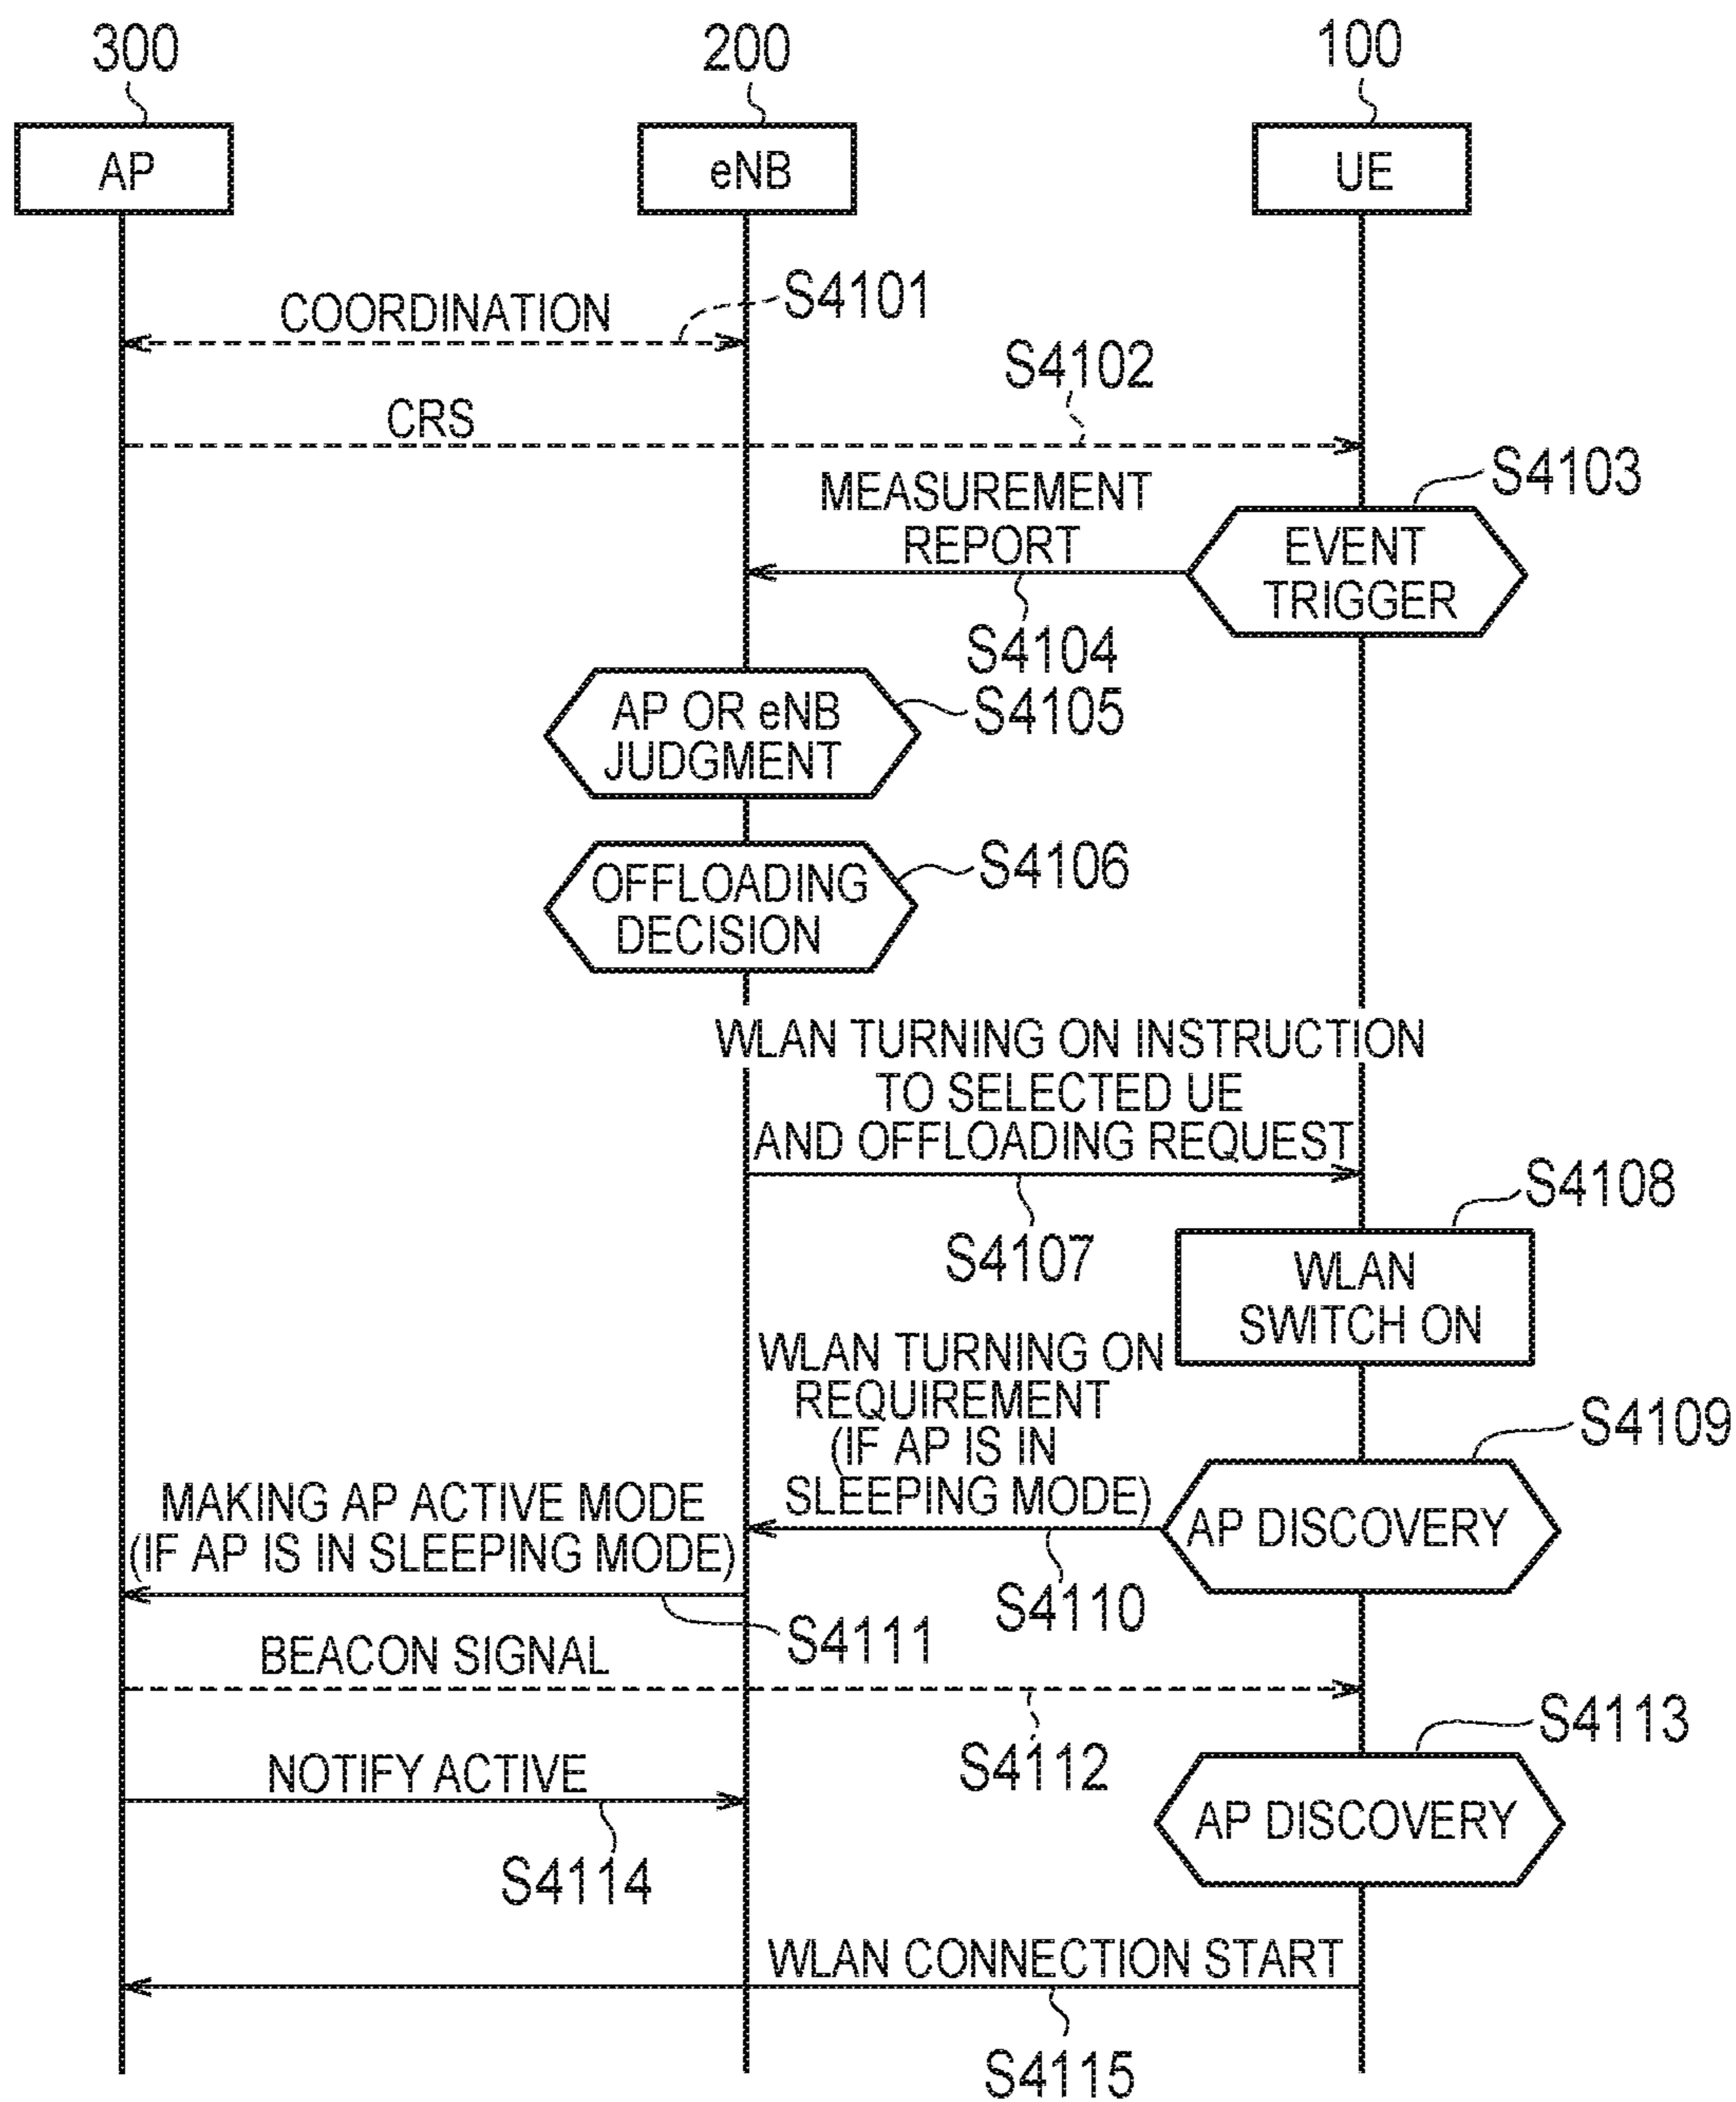 300
200
100
AP
eNB
UE
COORDINATION
S4101
CRS
S4102
MEASUREMENT
REPORT
S4103
EVENT
TRIGGER
S4104
AP OR eNB
JUDGMENT
S4105
OFFLOADING
DECISION
S4106
WLAN TURNING ON INSTRUCTION
TO SELECTED UE
AND OFFLOADING REQUEST
S4107
S4108
WLAN
SWITCH ON
WLAN TURNING ON
REQUIREMENT
(IF AP IS IN
SLEEPING MODE)
S4109
AP DISCOVERY
S4110
MAKING AP ACTIVE MODE
(IF AP IS IN SLEEPING MODE)
S4111
BEACON SIGNAL
S4112
S4113
AP DISCOVERY
NOTIFY ACTIVE
S4114
WLAN CONNECTION START
S4115